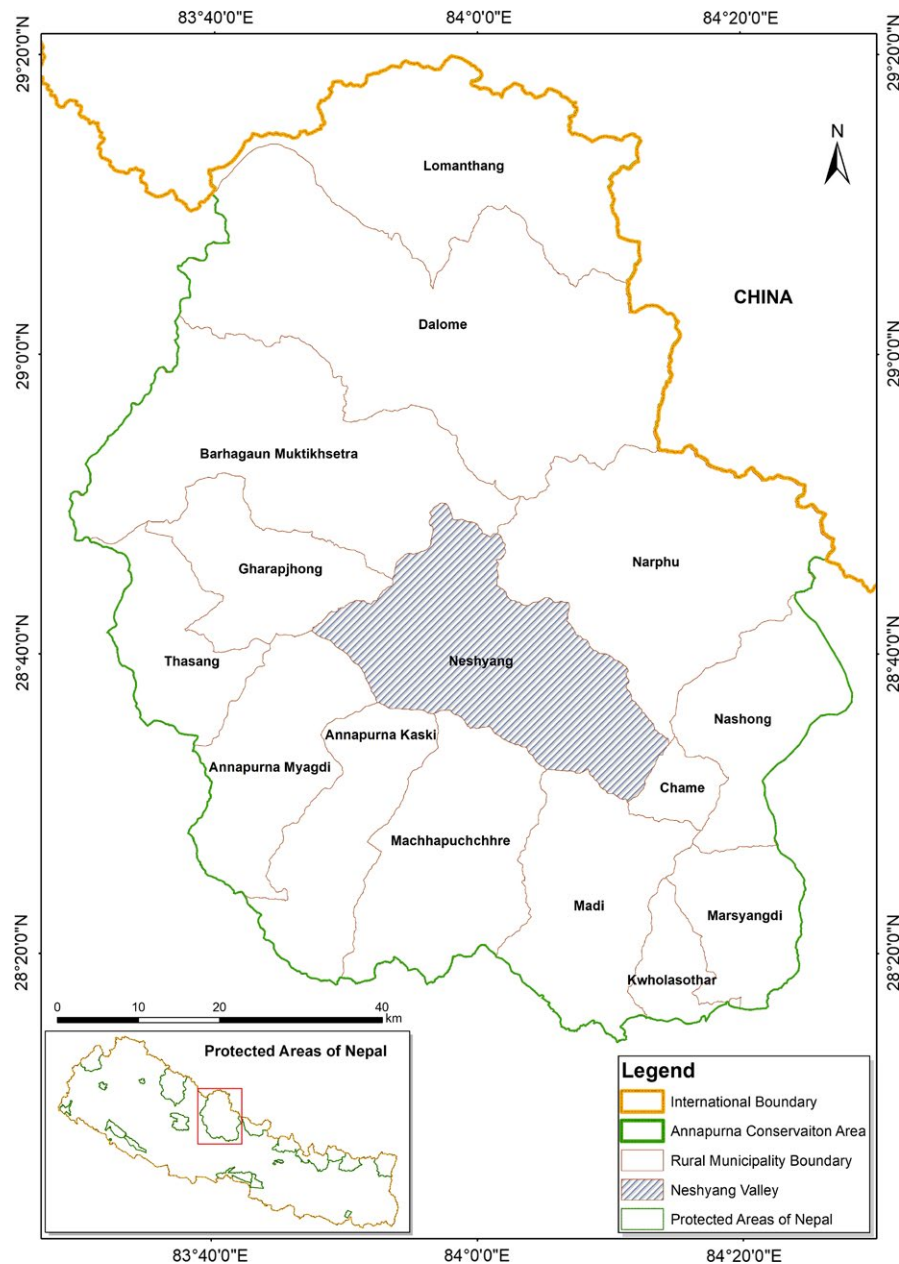 83°40'0"E 84°0'0"E 84°20'0"E
29°20'0"N 29°20'0"N
N
Lomanthang
CHINA
Dalome
29°0'0"N 29°0'0"N
Barhagaun Muktikhsetra
Gharapjhong
Narphu
Thasang
Neshyang
28°40'0"N 28°40'0"N
Nashong
Annapurna Kaski
Annapurna Myagdi
Chame
Machhapuchchhre
Madi
Marsyangdi
28°20'0"N 28°20'0"N
Kwholasothar
0 10 20 40
km
Protected Areas of Nepal
Legend
International Boundary
Annapurna Conservaiton Area
Rural Municipality Boundary
Neshyang Valley
Protected Areas of Nepal
83°40'0"E 84°0'0"E 84°20'0"E